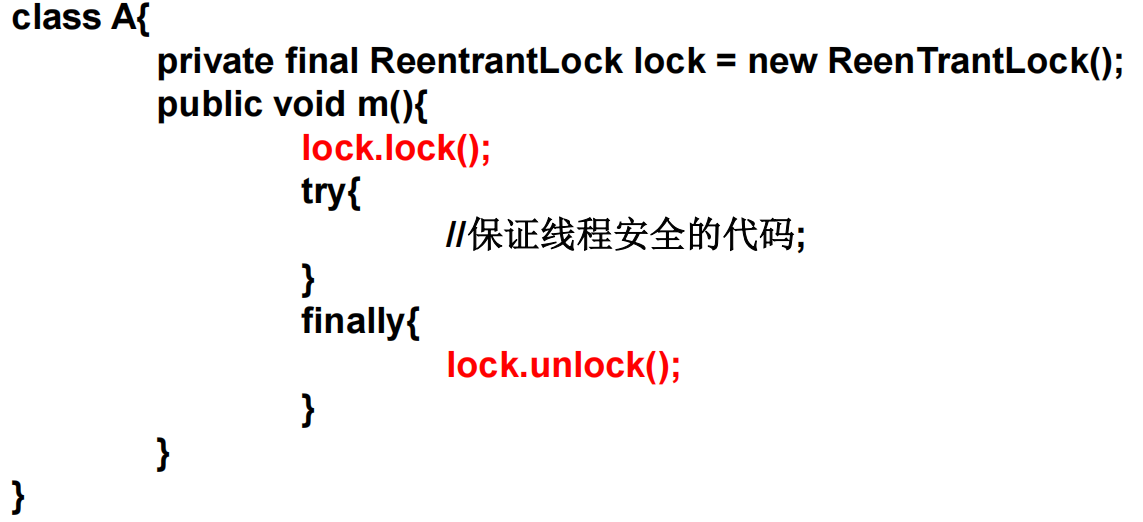 class A{
private final ReentrantLock lock = new ReenTrantLock();
public void m(){
lock.lock();
try{
//保证线程安全的代码;
}
finally{
lock.unlock();
}
}
}